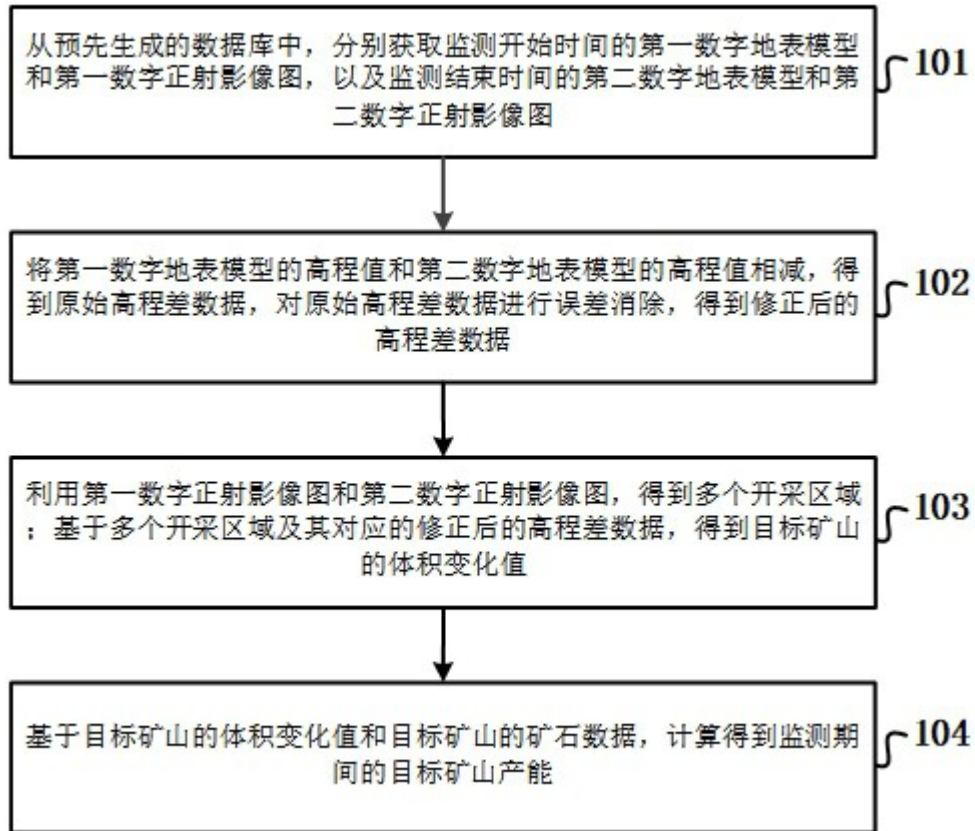 从预先生成的数据库中，分别获取监测开始时间的第一数字地表模型
和第一数字正射影像图，以及监测结束时间的第二数字地表模型和第
二数字正射影像图
101
将第一数字地表模型的高程值和第二数字地表模型的高程值相减，得
到原始高程差数据，对原始高程差数据进行误差消除，得到修正后的
高程差数据
102
利用第一数字正射影像图和第二数字正射影像图，得到多个开采区域
；基于多个开采区域及其对应的修正后的高程差数据，得到目标矿山
的体积变化值
103
基于目标矿山的体积变化值和目标矿山的矿石数据，计算得到监测期
间的目标矿山产能
104